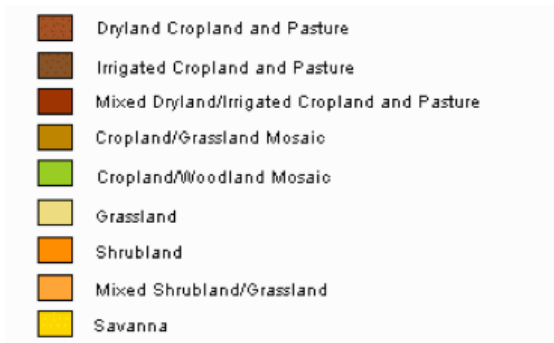 Dryland Cropland and Pasture
Irrigated Cropland and Pasture
Mixed Dryland/Irrigated Cropland and Pasture
Cropland/Grassland Mosaic
Cropland/Woodland Mosaic
Grassland
Shrubland
Mixed Shrubland/Grassland
Savanna